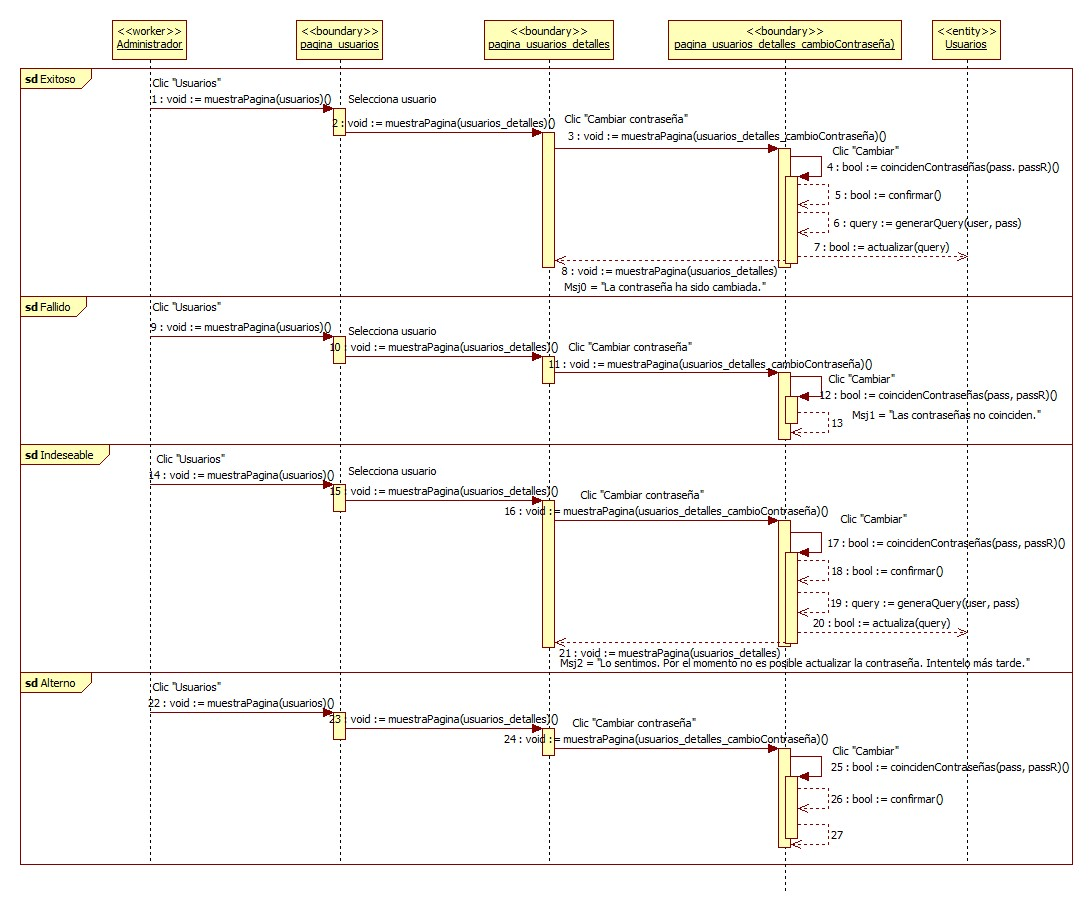 <<worker>>
Administrador
<<boundary>>
pagina_usuarios
<<boundary>>
pagina_usuarios_detalles
<<boundary>>
pagina_usuarios_detalles_cambioContraseña)
<<entity>>
Usuarios
sd Exitoso
Clic "Usuarios"
1 : void := muestraPagina(usuarios)()
Selecciona usuario
2 : void := muestraPagina(usuarios_detalles)()
Clic "Cambiar contraseña"
3 : void := muestraPagina(usuarios_detalles_cambioContraseña)()
Clic "Cambiar"
4 : bool := coincidenContraseñas(pass. passR)()
5 : bool := confirmar()
6 : query := generarQuery(user, pass)
7 : bool := actualizar(query)
8 : void := muestraPagina(usuarios_detalles)
Msj0 = "La contraseña ha sido cambiada."
sd Fallido
Clic "Usuarios"
9 : void := muestraPagina(usuarios)()
Selecciona usuario
10 : void := muestraPagina(usuarios_detalles)()
Clic "Cambiar contraseña"
11 : void := muestraPagina(usuarios_detalles_cambioContraseña)()
Clic "Cambiar"
12 : bool := coincidenContraseñas(pass, passR)()
Msj1 = "Las contraseñas no coinciden."
13
sd Indeseable
Clic "Usuarios"
14 : void := muestraPagina(usuarios)()
Selecciona usuario
15 : void := muestraPagina(usuarios_detalles)()
Clic "Cambiar contraseña"
16 : void := muestraPagina(usuarios_detalles_cambioContraseña)()
Clic "Cambiar"
17 : bool := coincidenContraseñas(pass, passR)()
18 : bool := confirmar()
19 : query := generaQuery(user, pass)
20 : bool := actualiza(query)
21 : void := muestraPagina(usuarios_detalles)
Msj2 = "Lo sentimos. Por el momento no es posible actualizar la contraseña. Intentelo más tarde."
sd Alterno
Clic "Usuarios"
22 : void := muestraPagina(usuarios)()
23 : void := muestraPagina(usuarios_detalles)()
Clic "Cambiar contraseña"
24 : void := muestraPagina(usuarios_detalles_cambioContraseña)()
Clic "Cambiar"
25 : bool := coincidenContraseñas(pass, passR)()
26 : bool := confirmar()
27